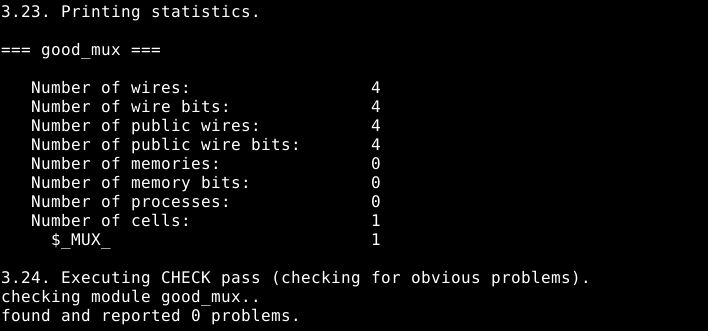 3.23. Printing statistics.

=== good_mux ===

   Number of wires:                  4
   Number of wire bits:              4
   Number of public wires:           4
   Number of public wire bits:       4
   Number of memories:               0
   Number of memory bits:            0
   Number of processes:              0
   Number of cells:                  1
     $_MUX_                          1

3.24. Executing CHECK pass (checking for obvious problems).
checking module good_mux..
found and reported 0 problems.